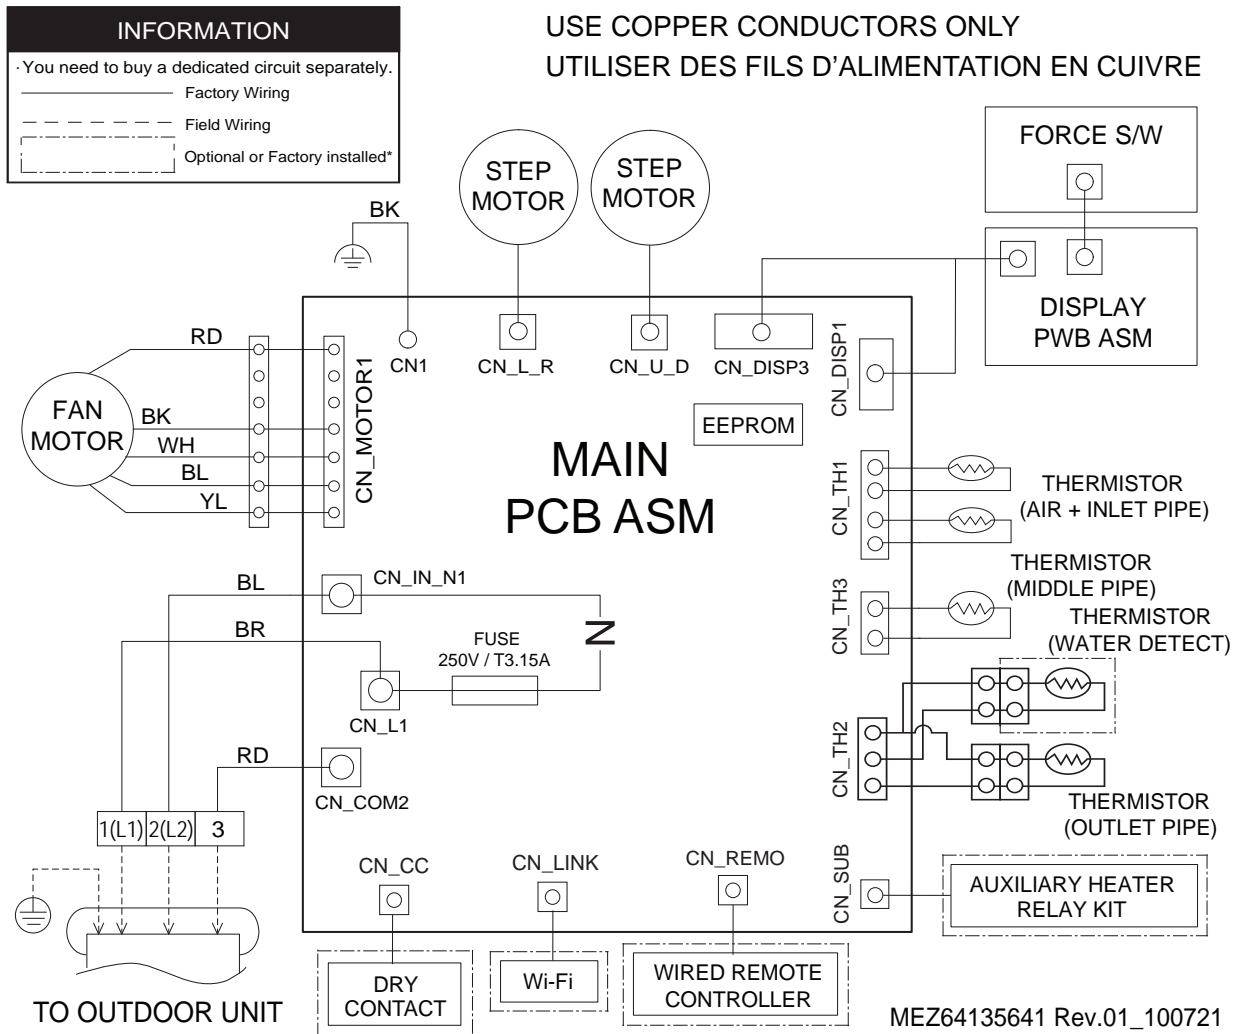 INFORMATION
·You need to buy a dedicated circuit separately.
Factory Wiring
Field Wiring
Optional or Factory installed*
USE COPPER CONDUCTORS ONLY
UTILISER DES FILS D'ALIMENTATION EN CUIVRE
STEP
MOTOR
STEP
MOTOR
FORCE S/W
DISPLAY
PWB ASM
BK
CN1
CN_L_R
CN_U_D
CN_DISP3
CN_DISP1
EEPROM
RD
FAN
MOTOR
BK
WH
BL
YL
CN_MOTOR1
MAIN
PCB ASM
CN_TH1
THERMISTOR
(AIR + INLET PIPE)
CN_TH3
THERMISTOR
(MIDDLE PIPE)
THERMISTOR
(WATER DETECT)
CN_TH2
THERMISTOR
(OUTLET PIPE)
BL
CN_IN_N1
BR
FUSE
250V / T3.15A
N
CN_L1
RD
CN_COM2
1(L1) 2(L2) 3
TO OUTDOOR UNIT
CN_CC
DRY
CONTACT
CN_LINK
Wi-Fi
CN_REMO
WIRED REMOTE
CONTROLLER
CN_SUB
AUXILIARY HEATER
RELAY KIT
MEZ64135641 Rev.01_100721